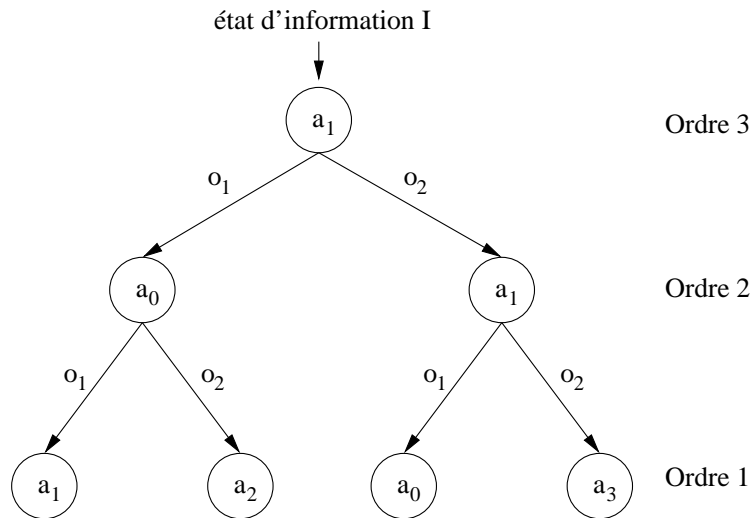 état d'information I
a1
Ordre 3
o1
o2
a0
a1
Ordre 2
o1
o2
o1
o2
a1
a2
a0
a3
Ordre 1